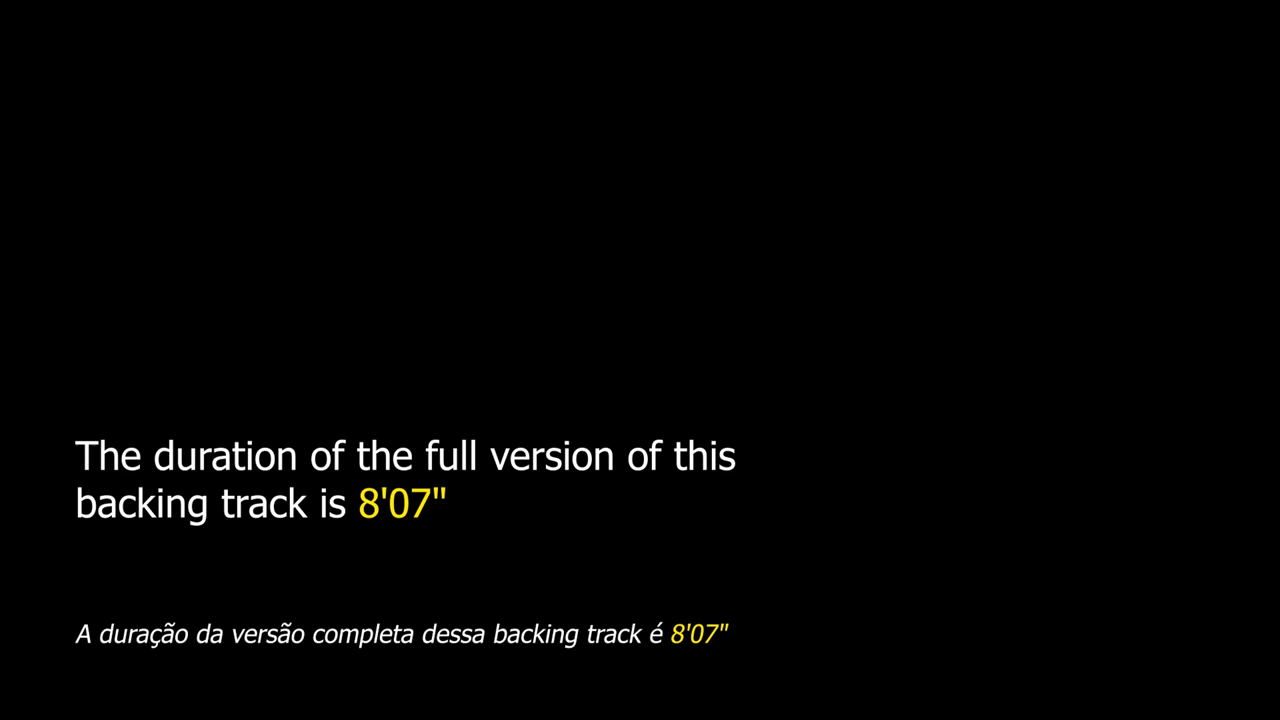 The duration of the full version of this
backing track is 8'07"
A duração da versão completa dessa backing track é 8'07"